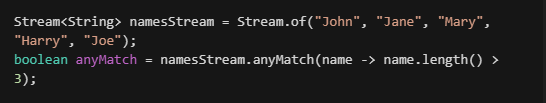 Stream<String> namesStream = Stream.of("John", "Jane", "Mary",
"Harry", "Joe");
boolean anyMatch = namesStream.anyMatch(name -> name.length() >
3);